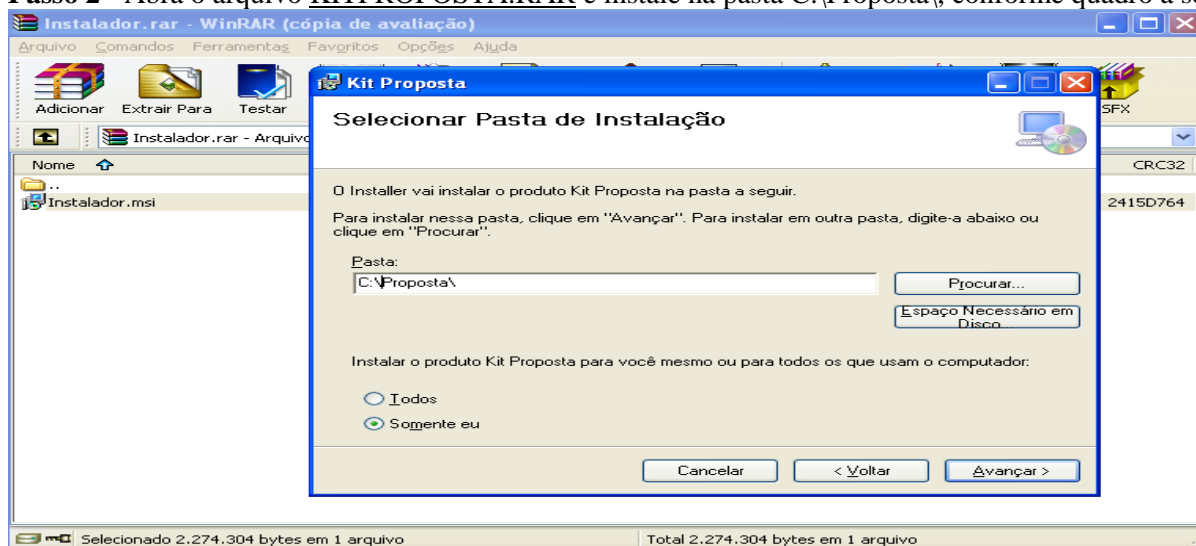 Passo 2 - Abra o arquivo KITPROPOSTA.RAR e instale na pasta C:\Proposta\, conforme quadro a
Instalador.rar - WinRAR (cópia de avaliação)
Arquivo Comandos Ferramentas Favoritos Opções Ajuda
Adicionar Extrair Para Testar SFX
Instalador.rar - Arquivo
Nome CRC32
..
Instalador.msi 2415D764
Kit Proposta
Selecionar Pasta de Instalação
O Installer vai instalar o produto Kit Proposta na pasta a seguir.
Para instalar nessa pasta, clique em "Avançar". Para instalar em outra pasta, digite-a abaixo ou
clique em "Procurar".
Pasta:
C:\Proposta\
Procurar...
Espaço Necessário em
Disco...
Instalar o produto Kit Proposta para você mesmo ou para todos os que usam o computador:
Todos
Somente eu
Cancelar < Voltar Avançar >
Selecionado 2.274.304 bytes em 1 arquivo Total 2.274.304 bytes em 1 arquivo